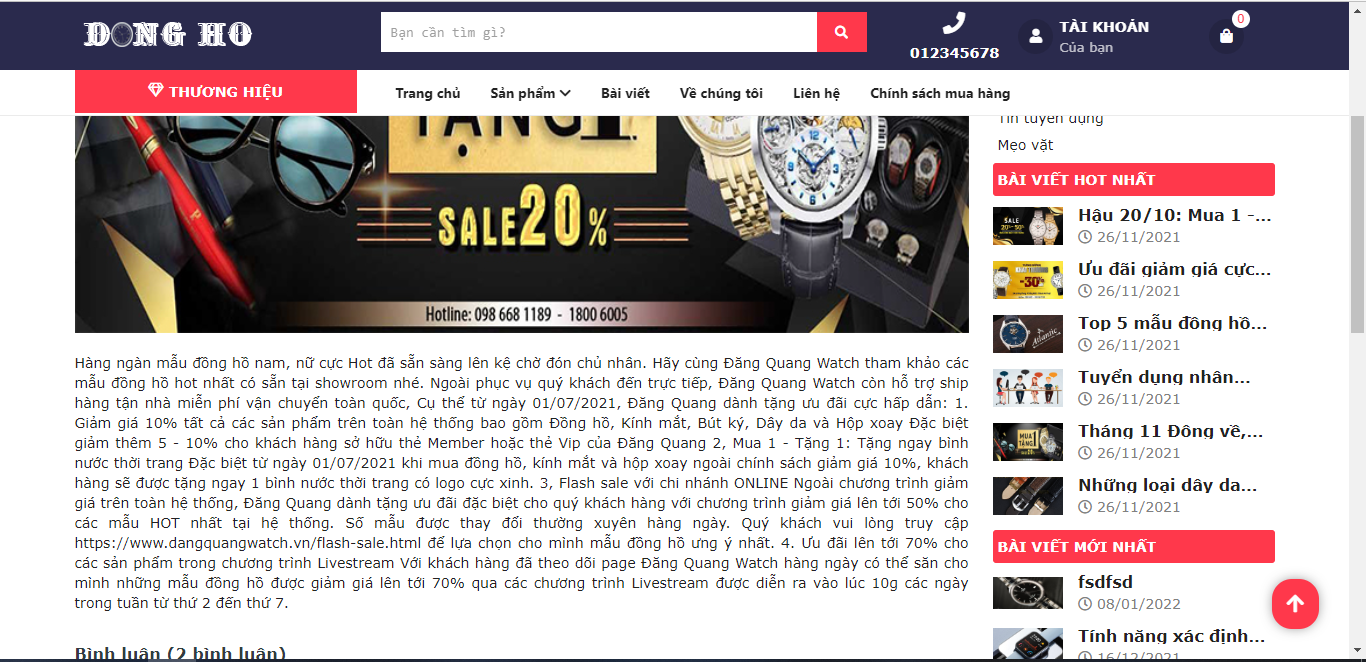 DONG HO
Bạn cần tìm gì?
012345678
TÀI KHOẢN
Của bạn
0
THƯƠNG HIỆU
Trang chủ
Sản phẩm
Bài viết
Về chúng tôi
Liên hệ
Chính sách mua hàng
TẶNG 1
SALE 20%
Hotline: 098 668 1189 - 1800 6005
Hàng ngàn mẫu đồng hồ nam, nữ cực Hot đã sẵn sàng lên kệ chờ đón chủ nhân. Hãy cùng Đăng Quang Watch tham khảo các
mẫu đồng hồ hot nhất có sẵn tại showroom nhé. Ngoài phục vụ quý khách đến trực tiếp, Đăng Quang Watch còn hỗ trợ ship
hàng tận nhà miễn phí vận chuyển toàn quốc, Cụ thể từ ngày 01/07/2021, Đăng Quang dành tặng ưu đãi cực hấp dẫn: 1.
Giảm giá 10% tất cả các sản phẩm trên toàn hệ thống bao gồm Đồng hồ, Kính mắt, Bút ký, Dây da và Hộp xoay Đặc biệt
giảm thêm 5 - 10% cho khách hàng sở hữu thẻ Member hoặc thẻ Vip của Đăng Quang 2, Mua 1 - Tặng 1: Tặng ngay bình
nước thời trang Đặc biệt từ ngày 01/07/2021 khi mua đồng hồ, kính mắt và hộp xoay ngoài chính sách giảm giá 10%, khách
hàng sẽ được tặng ngay 1 bình nước thời trang có logo cực xinh. 3, Flash sale với chi nhánh ONLINE Ngoài chương trình giảm
giá trên toàn hệ thống, Đăng Quang dành tặng ưu đãi đặc biệt cho quý khách hàng với chương trình giảm giá lên tới 50% cho
các mẫu HOT nhất tại hệ thống. Số mẫu được thay đổi thường xuyên hàng ngày. Quý khách vui lòng truy cập
https://www.dangquangwatch.vn/flash-sale.html để lựa chọn cho mình mẫu đồng hồ ưng ý nhất. 4. Ưu đãi lên tới 70% cho
các sản phẩm trong chương trình Livestream Với khách hàng đã theo dõi page Đăng Quang Watch hàng ngày có thể săn cho
mình những mẫu đồng hồ được giảm giá lên tới 70% qua các chương trình Livestream được diễn ra vào lúc 10g các ngày
trong tuần từ thứ 2 đến thứ 7.
Bình luận (2 bình luận)
Tin tuyển dụng
Mẹo vặt
BÀI VIẾT HOT NHẤT
Hậu 20/10: Mua 1 -...
26/11/2021
Ưu đãi giảm giá cực...
26/11/2021
Top 5 mẫu đồng hồ...
26/11/2021
Tuyển dụng nhân...
26/11/2021
Tháng 11 Đông về,...
26/11/2021
Những loại dây da...
26/11/2021
BÀI VIẾT MỚI NHẤT
fsdfsd
08/01/2022
Tính năng xác định...
16/12/2021